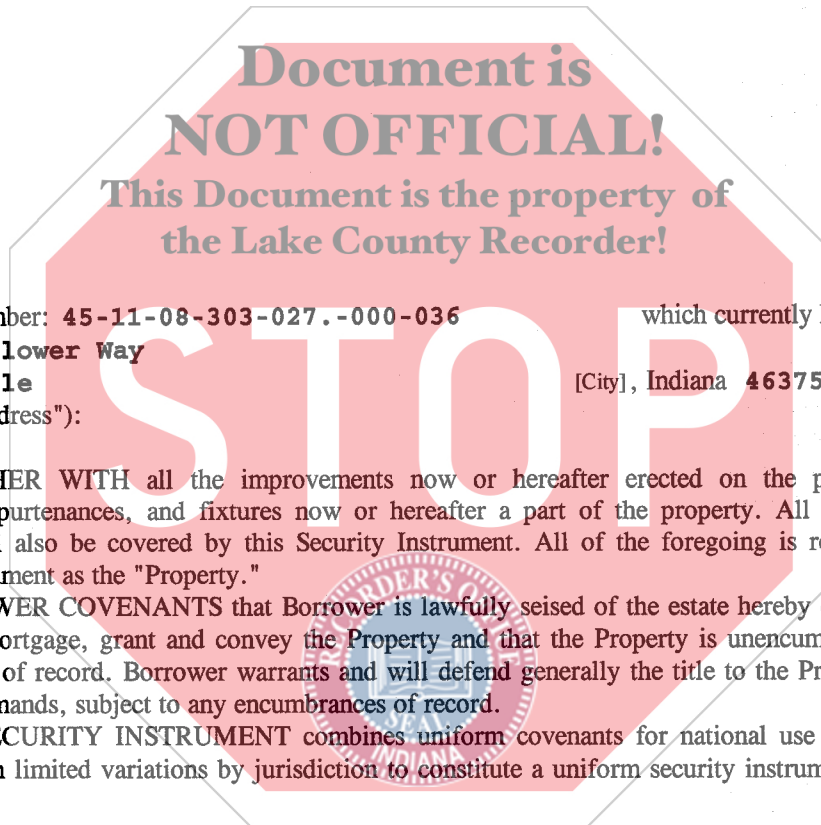 Document is
NOT OFFICIAL!
This Document is the property of
the Lake County Recorder!
STOP
nber: 45-11-08-303-027.-000-036 which currently
lower Way
le [City], Indiana 46375
dress"):
HER WITH all the improvements now or hereafter erected on the p
purtenances, and fixtures now or hereafter a part of the property. All
also be covered by this Security Instrument. All of the foregoing is r
ment as the "Property."
WER COVENANTS that Borrower is lawfully seised of the estate hereby
ortgage, grant and convey the Property and that the Property is unencum
of record. Borrower warrants and will defend generally the title to the Pr
nands, subject to any encumbrances of record.
CURITY INSTRUMENT combines uniform covenants for national use
limited variations by jurisdiction to constitute a uniform security instrum
RECORDER'S OFFICE
SEAL
INDIANA